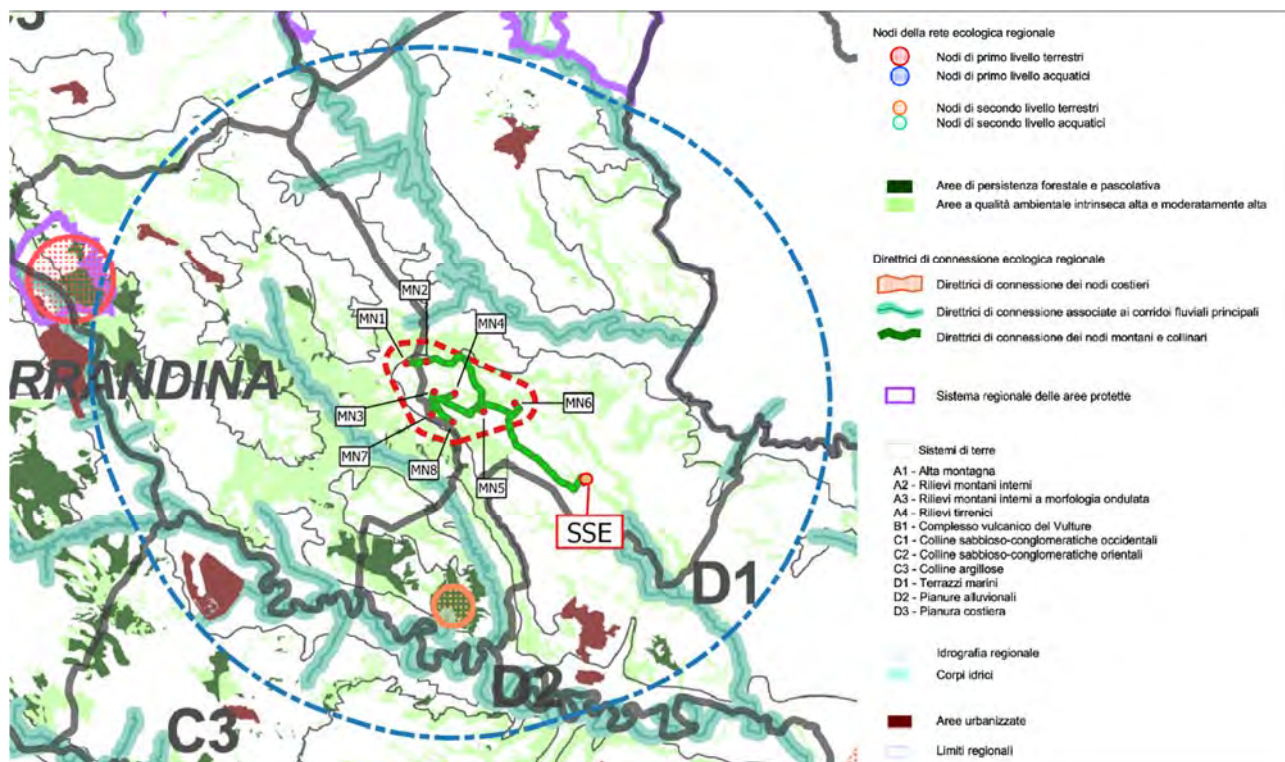 C3
MN2
MN1
MN4
RRANDINA
MN3
MN6
MN7
MN8
MN5
SSE
D1
D2
C3
Nodi della rete ecologica regionale
Nodi di primo livello terrestri
Nodi di primo livello acquatici
Nodi di secondo livello terrestri
Nodi di secondo livello acquatici
Aree di persistenza forestale e pascolativa
Aree a qualità ambientale intrinseca alta e moderatamente alta
Direttrici di connessione ecologica regionale
Direttrici di connessione dei nodi costieri
Direttrici di connessione associate ai corridoi fluviali principali
Direttrici di connessione dei nodi montani e collinari
Sistema regionale delle aree protette
Sistemi di terre
A1 - Alta montagna
A2 - Rilievi montani interni
A3 - Rilievi montani interni a morfologia ondulata
A4 - Rilievi tirrenici
B1 - Complesso vulcanico del Vulture
C1 - Colline sabbioso-conglomeratiche occidentali
C2 - Colline sabbioso-conglomeratiche orientali
C3 - Colline argillose
D1 - Terrazzi marini
D2 - Pianure alluvionali
D3 - Pianura costiera
Idrografia regionale
Corpi idrici
Aree urbanizzate
Limiti regionali